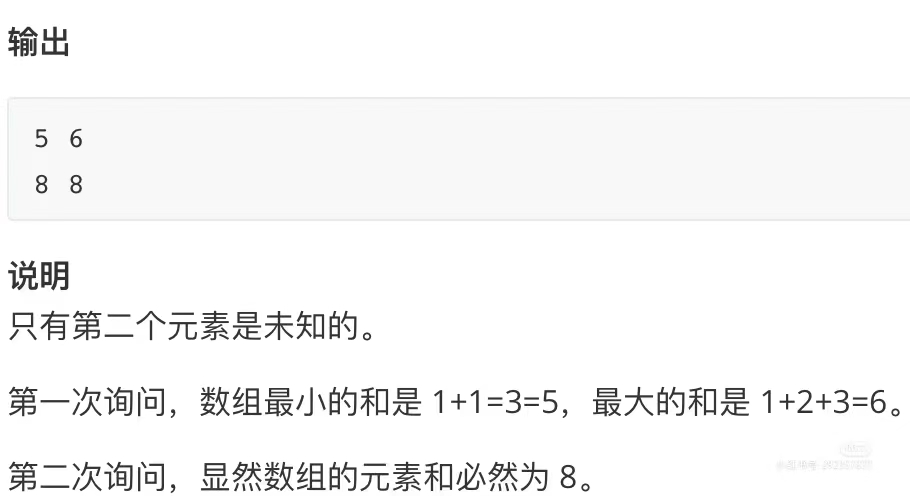 输出
5 6
8 8
说明
只有第二个元素是未知的。
第一次询问，数组最小的和是 1+1=3=5，最大的和是 1+2+3=6。
第二次询问，显然数组的元素和必然为 8。